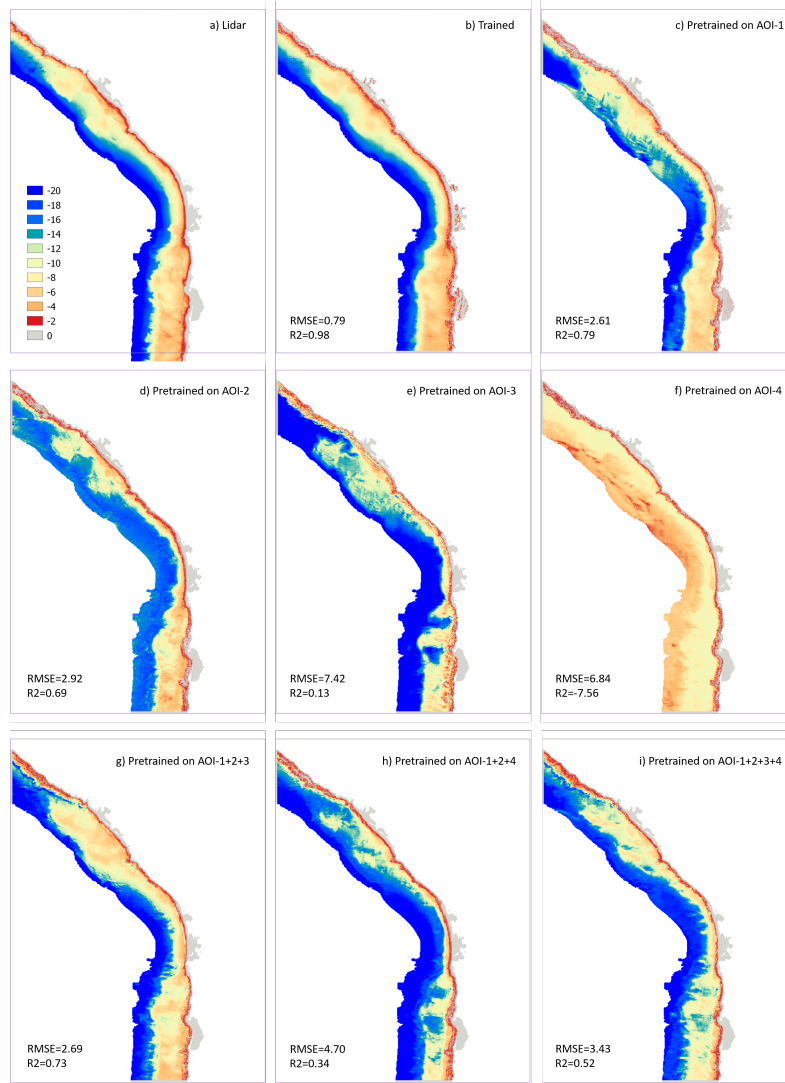 a) Lidar
b) Trained
c) Pretrained on AOI-1
-20
-18
-16
-14
-12
-10
-8
-6
-4
-2
0
RMSE=0.79
R2=0.98
RMSE=2.61
R2=0.79
d) Pretrained on AOI-2
e) Pretrained on AOI-3
f) Pretrained on AOI-4
RMSE=2.92
R2=0.69
RMSE=7.42
R2=0.13
RMSE=6.84
R2=-7.56
g) Pretrained on AOI-1+2+3
h) Pretrained on AOI-1+2+4
i) Pretrained on AOI-1+2+3+4
RMSE=2.69
R2=0.73
RMSE=4.70
R2=0.34
RMSE=3.43
R2=0.52